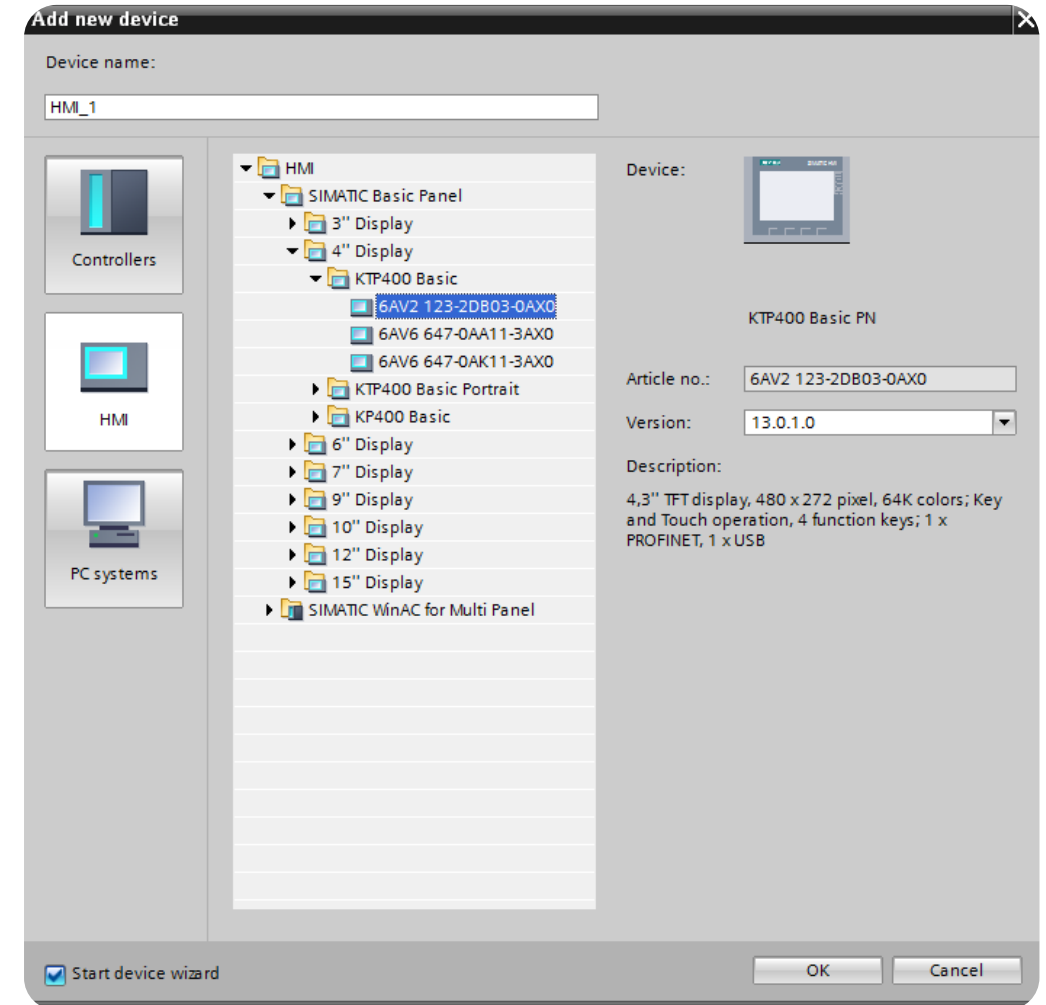 Add new device
Device name:
HMI_1
Controllers
HMI
PC systems
HMI
SIMATIC Basic Panel
3'' Display
4'' Display
KTP400 Basic
6AV2 123-2DB03-0AX0
6AV6 647-0AA11-3AX0
6AV6 647-0AK11-3AX0
KTP400 Basic Portrait
KP400 Basic
6'' Display
7'' Display
9'' Display
10'' Display
12'' Display
15'' Display
SIMATIC WinAC for Multi Panel
Device:
SIMATIC HMI
TOUCH
KTP400 Basic PN
Article no.: 6AV2 123-2DB03-0AX0
Version: 13.0.1.0
Description:
4,3'' TFT display, 480 x 272 pixel, 64K colors; Key
and Touch operation, 4 function keys; 1 x
PROFINET, 1 x USB
Start device wizard
OK Cancel